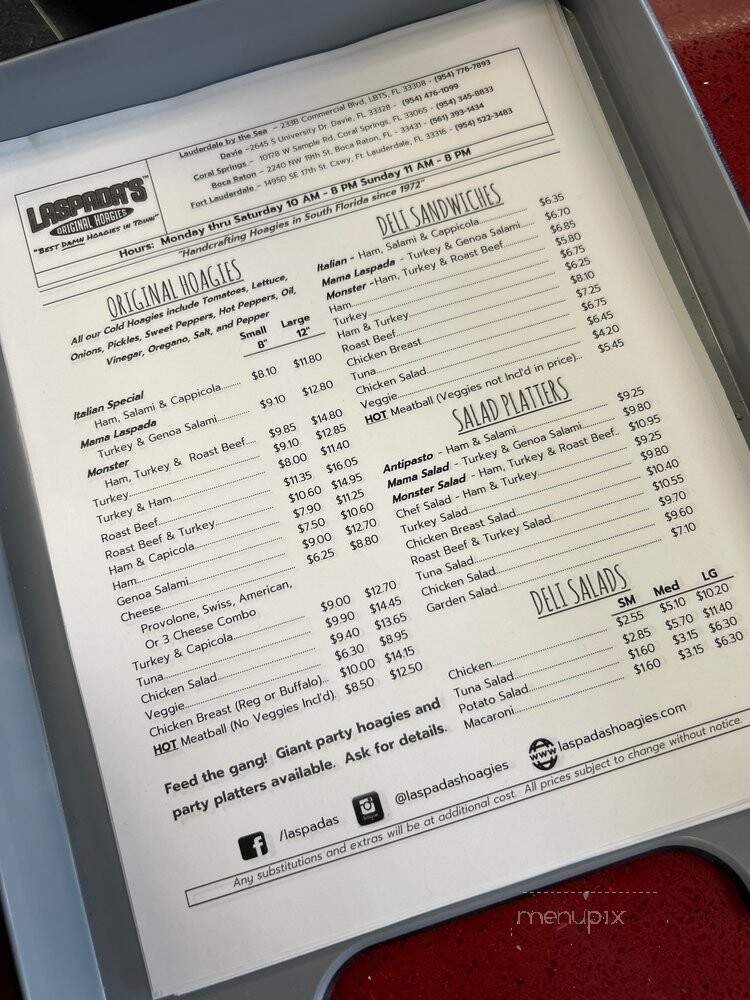 LASPADA'S™
ORIGINAL HOAGIES
"BEST DAMN HOAGIES IN TOWN"
Lauderdale by the Sea – 233B Commercial Blvd, LBTS, FL 33308 - (954) 776-7893
Davie –2645 S University Dr. Davie, FL 33328 - (954) 476-1099
Coral Springs – 10178 W Sample Rd, Coral Springs, FL 33065 - (954) 345-8833
Boca Raton – 2240 NW 19th St, Boca Raton, FL - 33431 - (561) 393-1434
Fort Lauderdale – 1495D SE 17th St. Cswy, Ft Lauderdale, FL 33316 - (954) 522-3483
Hours: Monday thru Saturday 10 AM - 8 PM Sunday 11 AM - 8 PM
"Handcrafting Hoagies in South Florida since 1972"
ORIGINAL HOAGIES
All our Cold Hoagies include Tomatoes, Lettuce,
Onions, Pickles, Sweet Peppers, Hot Peppers, Oil,
Vinegar, Oregano, Salt, and Pepper
Small Large
8" 12"
Italian Special
Ham, Salami & Cappicola $8.10 $11.80
Mama Laspada
Turkey & Genoa Salami $9.10 $12.80
Monster
Ham, Turkey & Roast Beef $9.85 $14.80
Turkey $9.10 $12.85
Turkey & Ham $8.00 $11.40
Roast Beef $11.35 $16.05
Roast Beef & Turkey $10.60 $14.95
Ham & Capicola $7.90 $11.25
Ham $7.50 $10.60
Genoa Salami $9.00 $12.70
Cheese $6.25 $8.80
Provolone, Swiss, American,
Or 3 Cheese Combo
Turkey & Capicola $9.00 $12.70
Tuna $9.90 $14.45
Chicken Salad $9.40 $13.65
Veggie $6.30 $8.95
Chicken Breast (Reg or Buffalo) $10.00 $14.15
HOT Meatball (No Veggies Incl'd) $8.50 $12.50
Feed the gang! Giant party hoagies and
party platters available. Ask for details.
DELI SANDWICHES
Italian - Ham, Salami & Cappicola $6.35
Mama Laspada - Turkey & Genoa Salami $6.70
Monster –Ham, Turkey & Roast Beef $6.85
Ham $5.80
Turkey $6.75
Ham & Turkey $6.25
Roast Beef $8.10
Chicken Breast $7.25
Tuna $6.75
Chicken Salad $6.45
Veggie $4.20
HOT Meatball (Veggies not Incl'd in price) $5.45
SALAD PLATTERS
Antipasto - Ham & Salami $9.25
Mama Salad - Turkey & Genoa Salami $9.80
Monster Salad - Ham, Turkey & Roast Beef $10.95
Chef Salad - Ham & Turkey $9.25
Turkey Salad $9.80
Chicken Breast Salad $10.40
Roast Beef & Turkey Salad $10.55
Tuna Salad $9.70
Chicken Salad $9.60
Garden Salad $7.10
DELI SALADS
SM Med LG
Chicken $2.55 $5.10 $10.20
Tuna Salad $2.85 $5.70 $11.40
Potato Salad $1.60 $3.15 $6.30
Macaroni $1.60 $3.15 $6.30
/laspadas @laspadashoagies www laspadashoagies.com
Any substitutions and extras will be at additional cost. All prices subject to change without notice
menupix